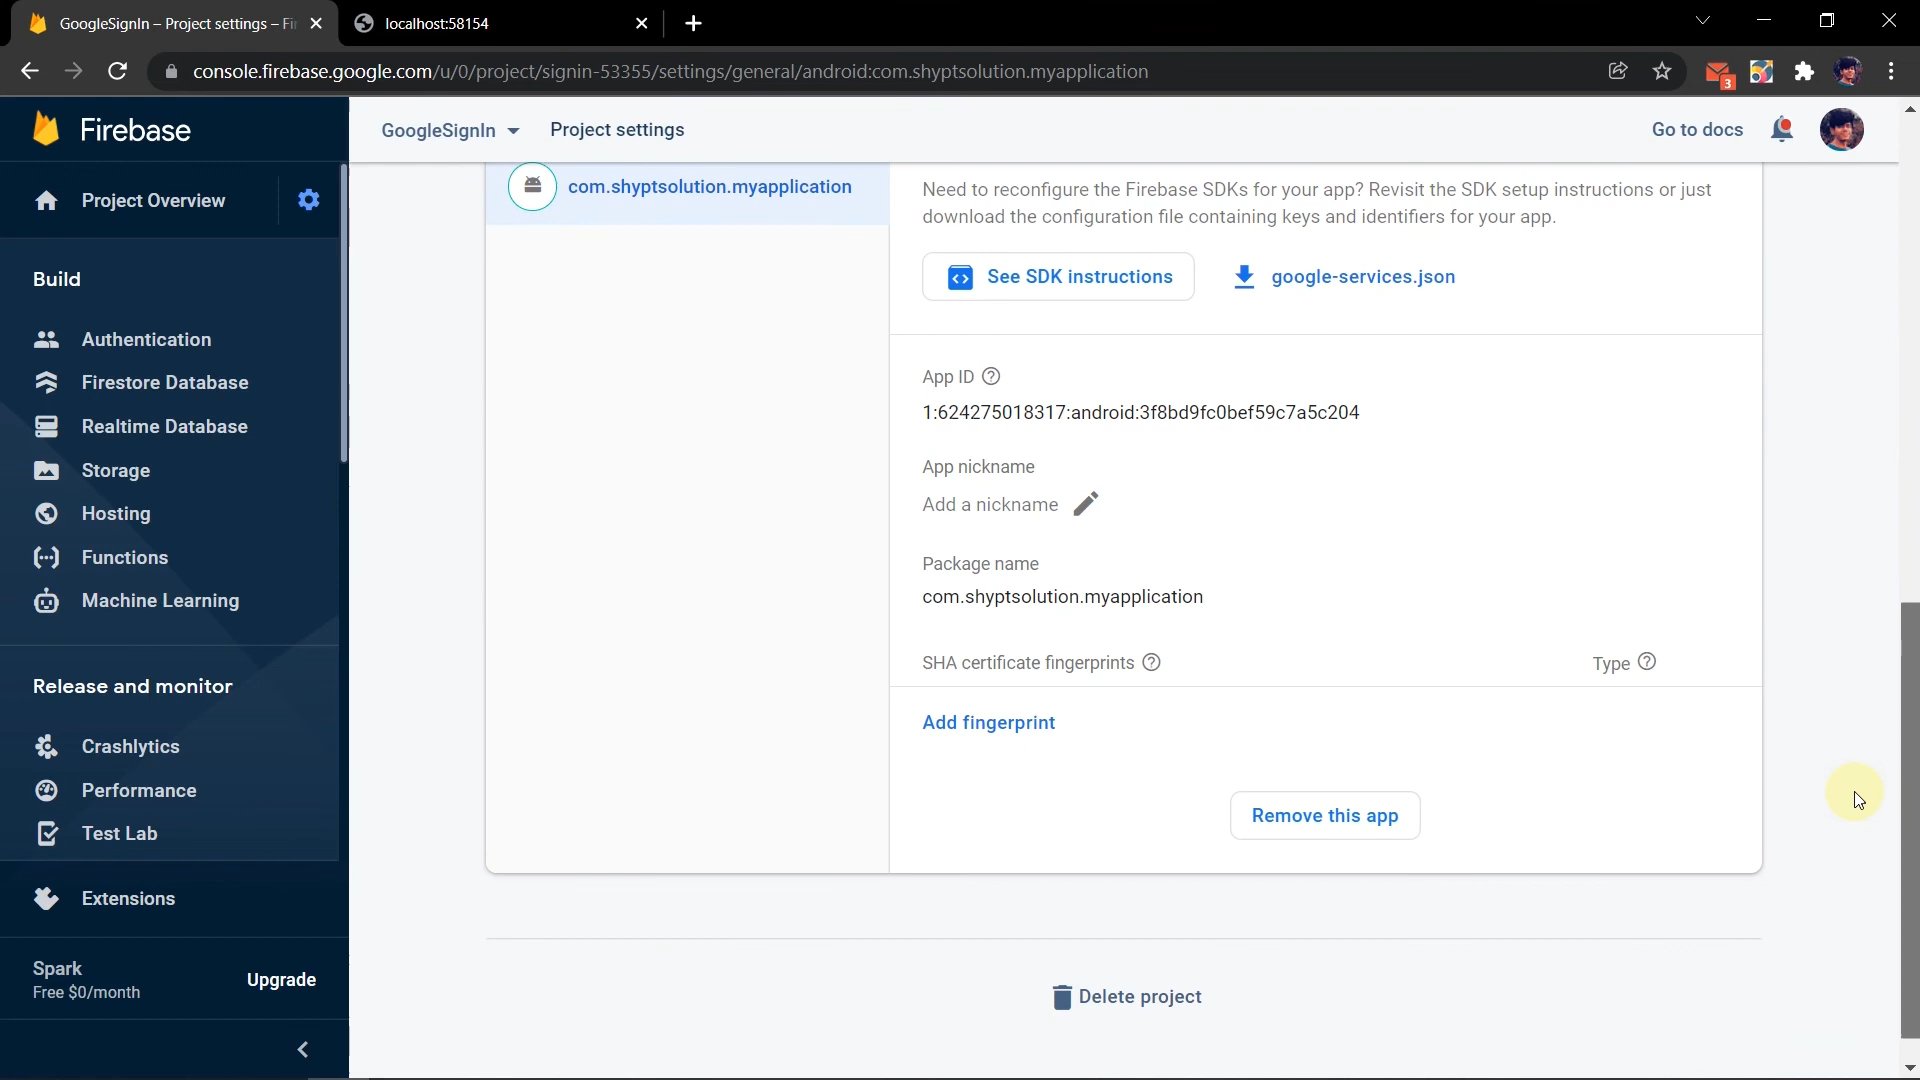 GoogleSignIn – Project settings – Fi
localhost:58154
console.firebase.google.com/u/0/project/signin-53355/settings/general/android:com.shyptsolution.myapplication
3
Firebase
GoogleSignIn
Project settings
Go to docs
Project Overview
com.shyptsolution.myapplication
Need to reconfigure the Firebase SDKs for your app? Revisit the SDK setup instructions or just
download the configuration file containing keys and identifiers for your app.
See SDK instructions
google-services.json
Build
Authentication
Firestore Database
Realtime Database
Storage
Hosting
Functions
Machine Learning
App ID
1:624275018317:android:3f8bd9fc0bef59c7a5c204
App nickname
Add a nickname
Package name
com.shyptsolution.myapplication
SHA certificate fingerprints
Type
Add fingerprint
Remove this app
Release and monitor
Crashlytics
Performance
Test Lab
Extensions
Spark
Free $0/month
Upgrade
Delete project